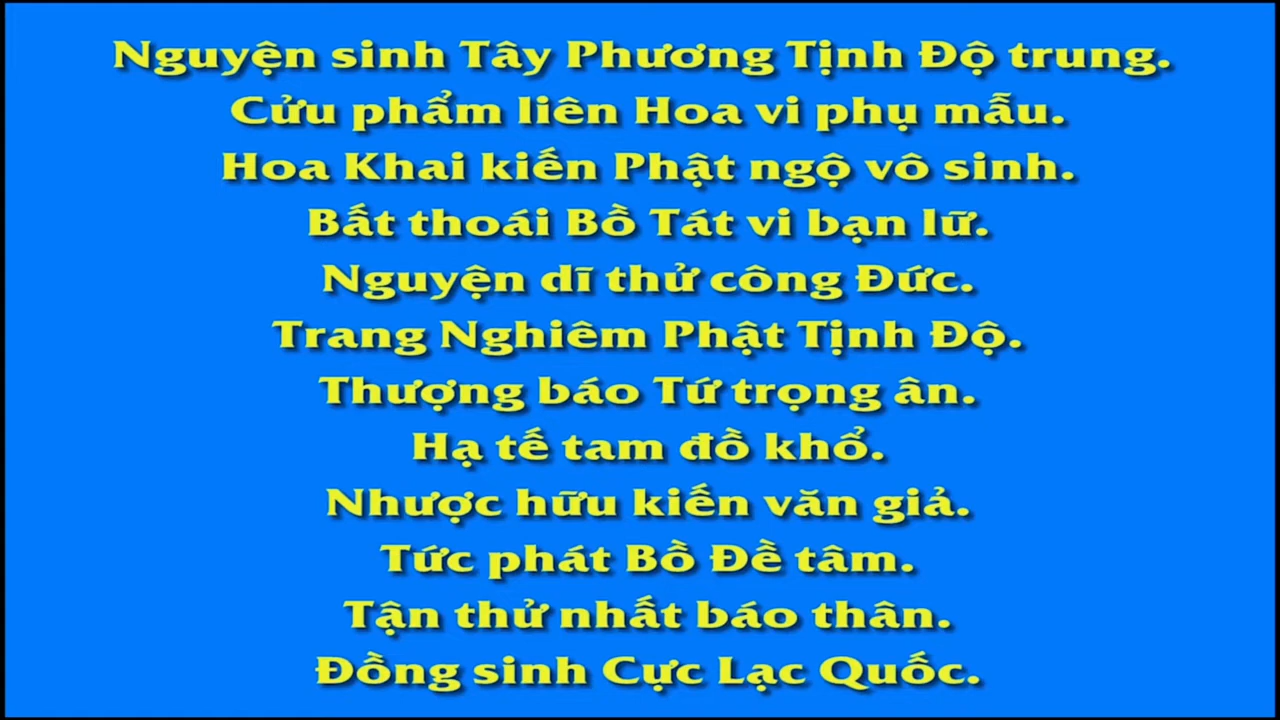 Nguyện sinh Tây Phương Tịnh Độ trung.
Cửu phẩm liên Hoa vi phụ mẫu.
Hoa Khai kiến Phật ngộ vô sinh.
Bất thoái Bồ Tát vi bạn lữ.
Nguyện dĩ thử công Đức.
Trang Nghiêm Phật Tịnh Độ.
Thượng báo Tứ trọng ân.
Hạ tế tam đồ khổ.
Nhược hữu kiến văn giả.
Tức phát Bồ Đề tâm.
Tận thử nhất báo thân.
Đồng sinh Cực Lạc Quốc.